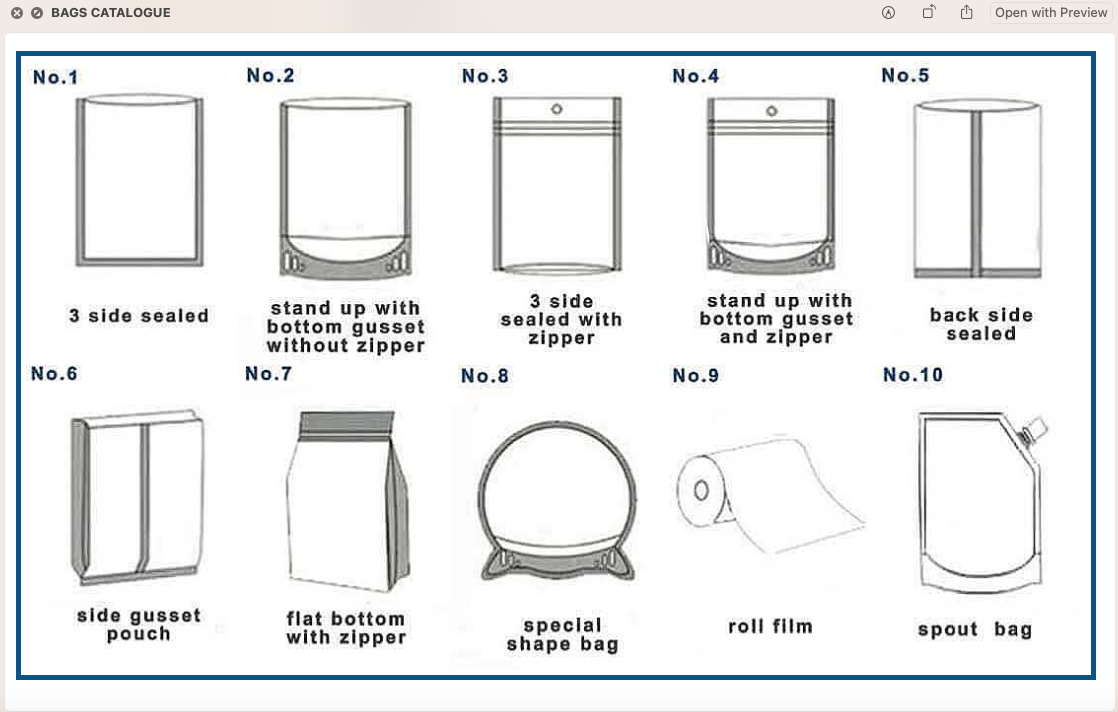 BAGS CATALOGUE
Open with Preview
No.1
No.2
No.3
No.4
No.5
3 side sealed
stand up with
bottom gusset
without zipper
3 side
sealed with
zipper
stand up with
bottom gusset
and zipper
back side
sealed
No.6
No.7
No.8
No.9
No.10
side gusset
pouch
flat bottom
with zipper
special
shape bag
roll film
spout bag